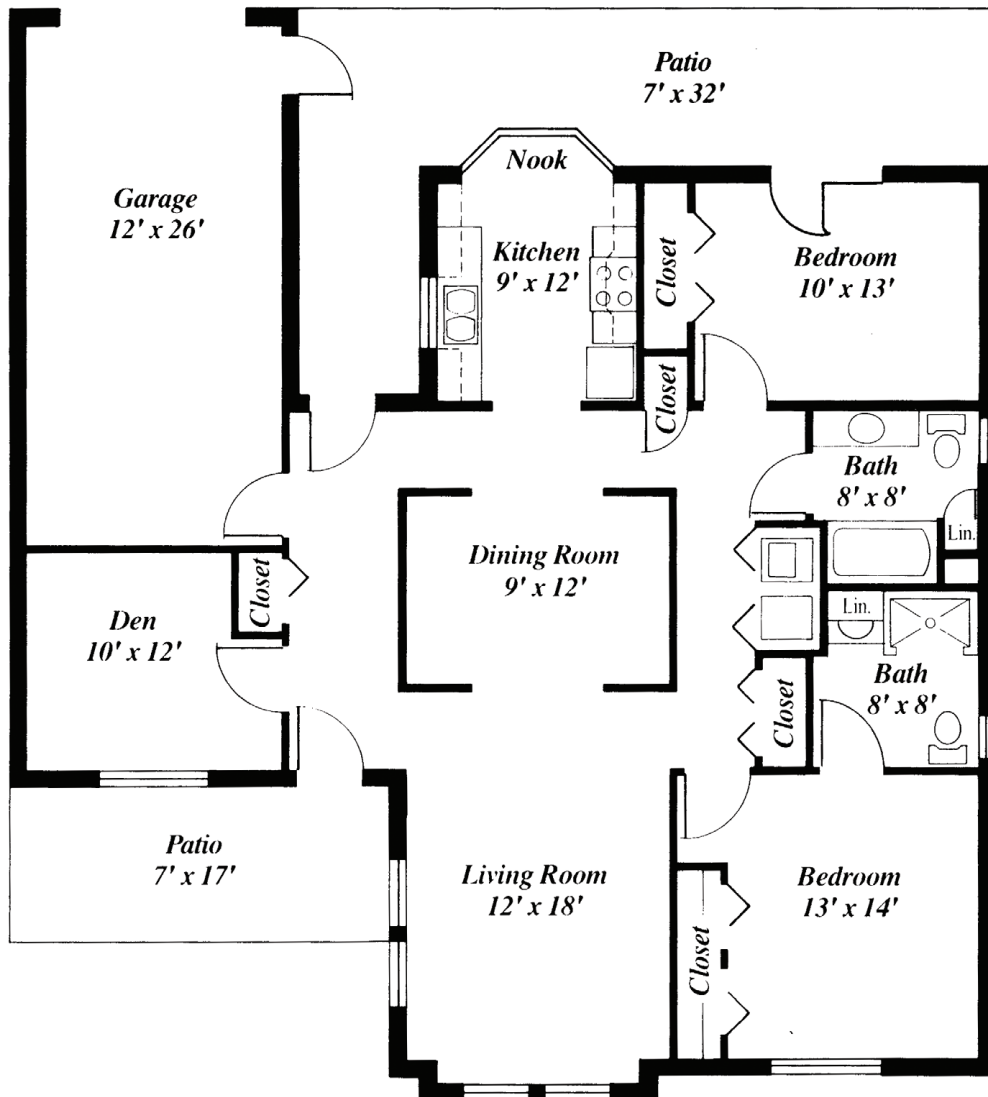 Patio
7' x 32'
Nook
Garage
12' x 26'
Kitchen
9' x 12'
Closet
Bedroom
10' x 13'
Closet
Bath
8' x 8'
Lin.
Dining Room
9' x 12'
Closet
Den
10' x 12'
Lin.
Bath
8' x 8'
Closet
Patio
7' x 17'
Living Room
12' x 18'
Bedroom
13' x 14'
Closet